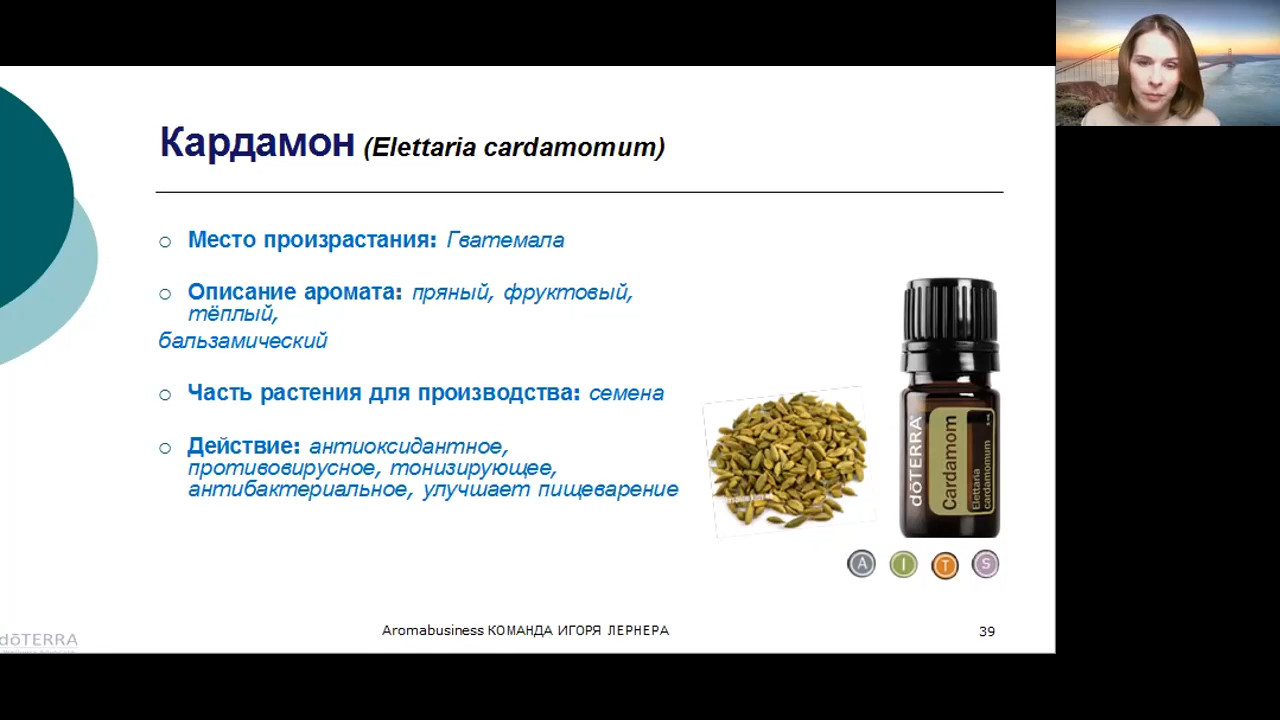 Кардамон (Elettaria cardamomum)
Место произрастания: Гватемала
Описание аромата: пряный, фруктовый,
тёплый,
бальзамический
Часть растения для производства: семена
Действие: антиоксидантное,
противовирусное, тонизирующее,
антибактериальное, улучшает пищеварение
dōTERRA
Cardamom
Elettaria
cardamomum
A I T S
Aromabusiness КОМАНДА ИГОРЯ ЛЕРНЕРА
39
dōTERRA